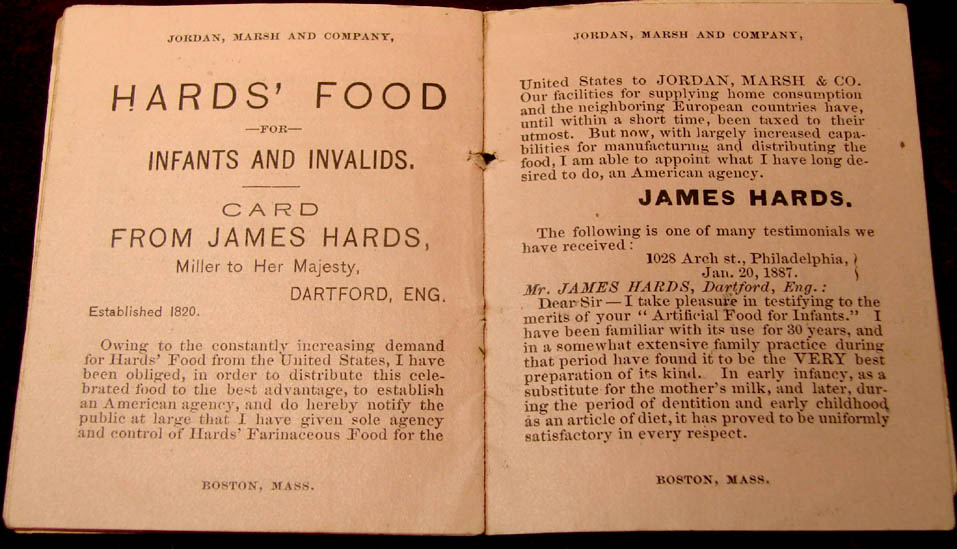 JORDAN, MARSH AND COMPANY,
HARDS' FOOD
—FOR—
INFANTS AND INVALIDS.
CARD
FROM JAMES HARDS,
Miller to Her Majesty,
DARTFORD, ENG.
Established 1820.
Owing to the constantly increasing demand
for Hards' Food from the United States, I have
been obliged, in order to distribute this cele-
brated food to the best advantage, to establish
an American agency, and do hereby notify the
public at large that I have given sole agency
and control of Hards' Farinaceous Food for the
BOSTON, MASS.
JORDAN, MARSH AND COMPANY,
United States to JORDAN, MARSH & CO.
Our facilities for supplying home consumption
and the neighboring European countries have,
until within a short time, been taxed to their
utmost. But now, with largely increased capa-
bilities for manufacturing and distributing the
food, I am able to appoint what I have long de-
sired to do, an American agency.
JAMES HARDS.
The following is one of many testimonials we
have received:
1028 Arch st., Philadelphia, }
Jan. 20, 1887. }
Mr. JAMES HARDS, Dartford, Eng.:
Dear Sir — I take pleasure in testifying to the
merits of your "Artificial Food for Infants." I
have been familiar with its use for 30 years, and
in a somewhat extensive family practice during
that period have found it to be the VERY best
preparation of its kind. In early infancy, as a
substitute for the mother's milk, and later, dur-
ing the period of dentition and early childhood,
as an article of diet, it has proved to be uniformly
satisfactory in every respect.
BOSTON, MASS.